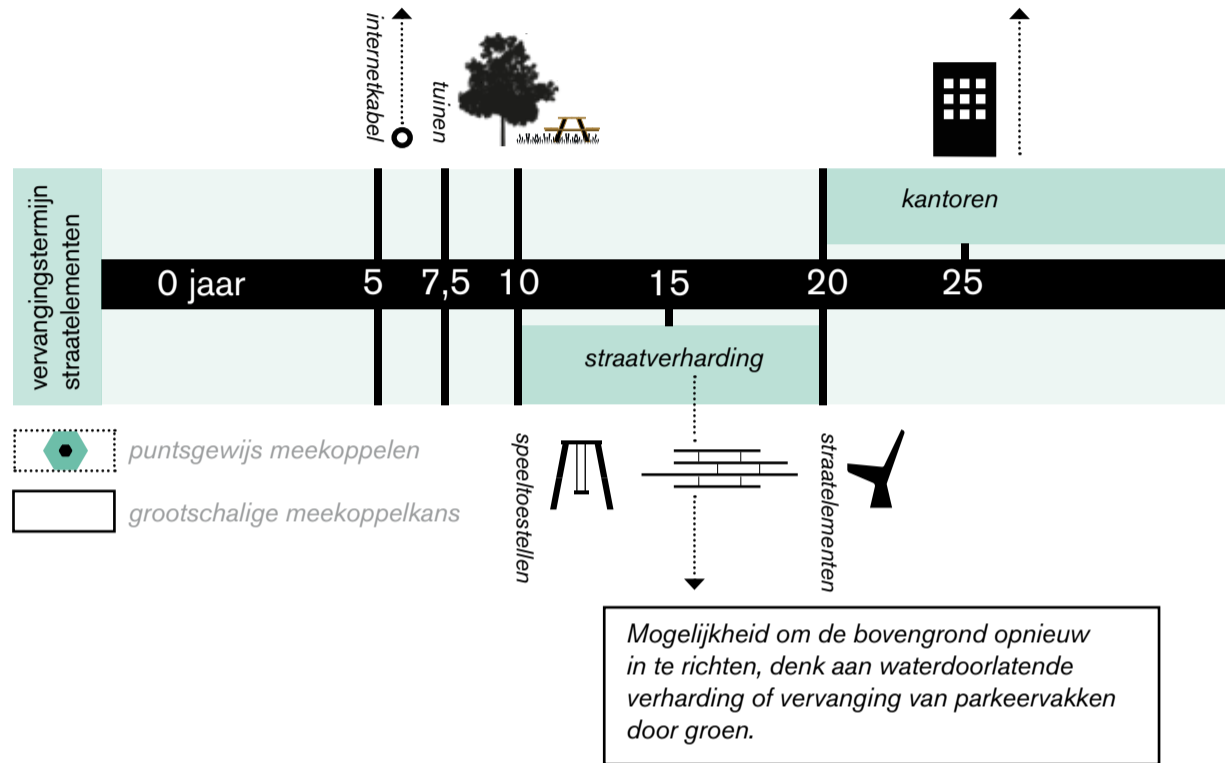 internetkabel
tuinen
vervangingstermijn
straatelementen
kantoren
0 jaar 5 7,5 10 15 20 25
straatverharding
puntsgewijs meekoppelen
grootschalige meekoppelkans
speeltoestellen
straatelementen
Mogelijkheid om de bovengrond opnieuw
in te richten, denk aan waterdoorlatende
verharding of vervanging van parkeervakken
door groen.